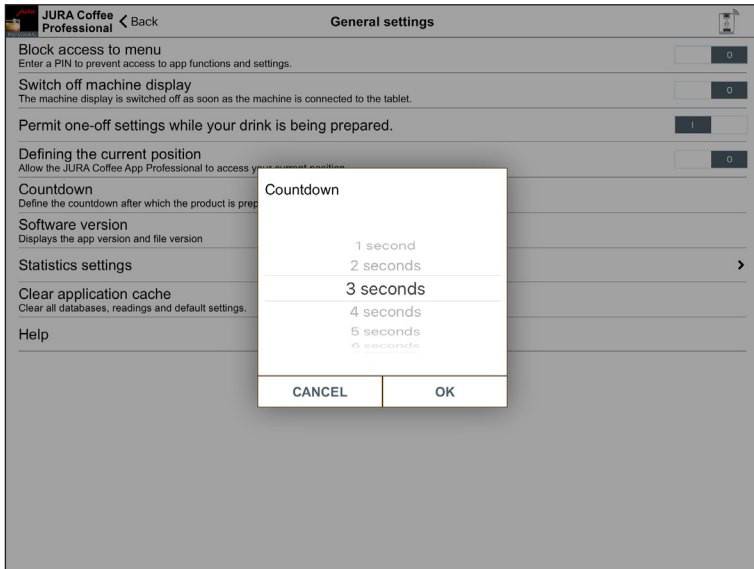 JURA Coffee
Professional
Back
General settings
Block access to menu
Enter a PIN to prevent access to app functions and settings.
0
Switch off machine display
The machine display is switched off as soon as the machine is connected to the tablet.
0
Permit one-off settings while your drink is being prepared.
I
Defining the current position
Allow the JURA Coffee App Professional to access your current position
0
Countdown
Define the countdown after which the product is prep
Software version
Displays the app version and file version
Statistics settings
Clear application cache
Clear all databases, readings and default settings.
Help
Countdown
1 second
2 seconds
3 seconds
4 seconds
5 seconds
6 seconds
CANCEL
OK